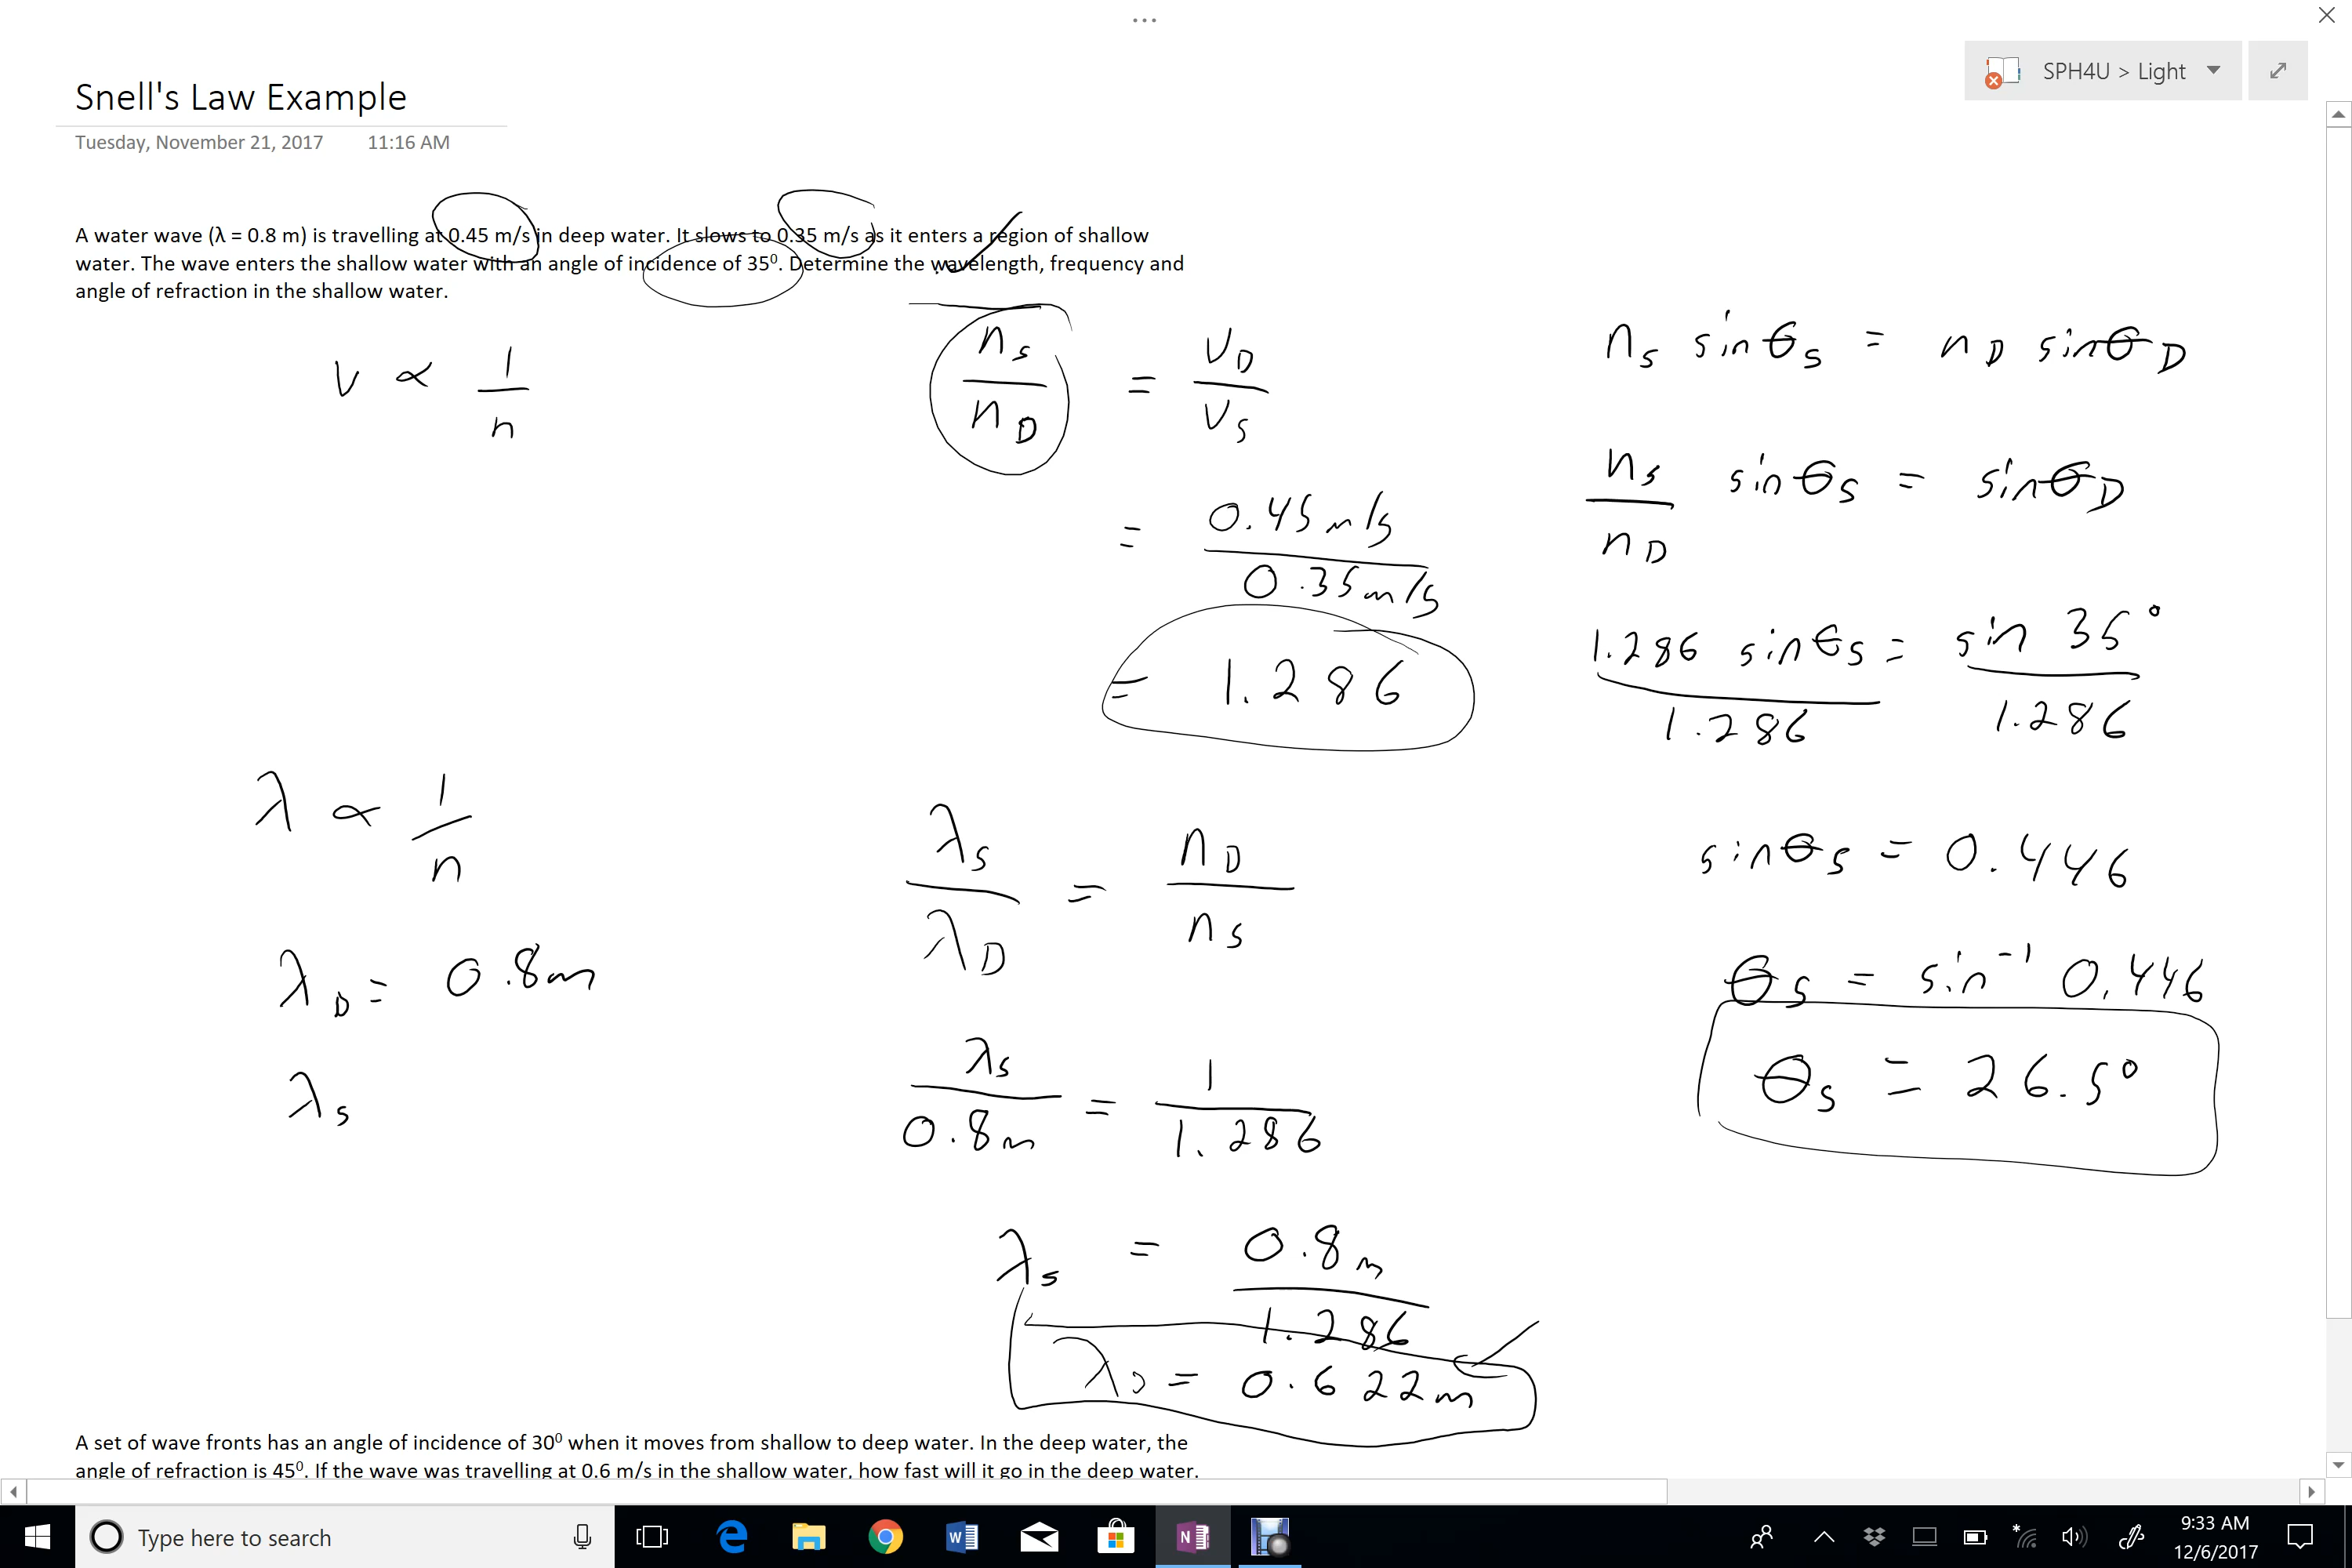 SPH4U > Light
Snell's Law Example
Tuesday, November 21, 2017 11:16 AM
A water wave (λ = 0.8 m) is travelling at 0.45 m/s in deep water. It slows to 0.35 m/s as it enters a region of shallow
water. The wave enters the shallow water with an angle of incidence of 35⁰. Determine the wavelength, frequency and
angle of refraction in the shallow water.
v ∝ 1/n
n_s/n_D = v_D/v_s
= 0.45 m/s / 0.35 m/s
= 1.286
λ ∝ 1/n
λ_D = 0.8m
λ_s
λ_s/λ_D = n_D/n_s
λ_s/0.8m = 1/1.286
λ_s = 0.8m/1.286
λ_D = 0.622m
n_s sinθ_s = n_D sinθ_D
n_s/n_D sinθ_s = sinθ_D
1.286 sinθ_s/1.286 = sin 35°/1.286
sinθ_s = 0.446
θ_s = sin⁻¹ 0.446
θ_s = 26.5°
A set of wave fronts has an angle of incidence of 30⁰ when it moves from shallow to deep water. In the deep water, the
angle of refraction is 45⁰. If the wave was travelling at 0.6 m/s in the shallow water, how fast will it go in the deep water.
Type here to search
9:33 AM
12/6/2017